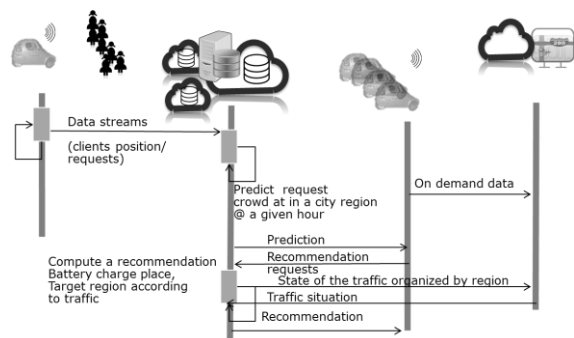 Data streams
(clients position/
requests)
Predict request
crowd at in a city region
@ a given hour
On demand data
Prediction
Recommendation
requests
Compute a recommendation
Battery charge place,
Target region according
to traffic
State of the traffic organized by region
Traffic situation
Recommendation